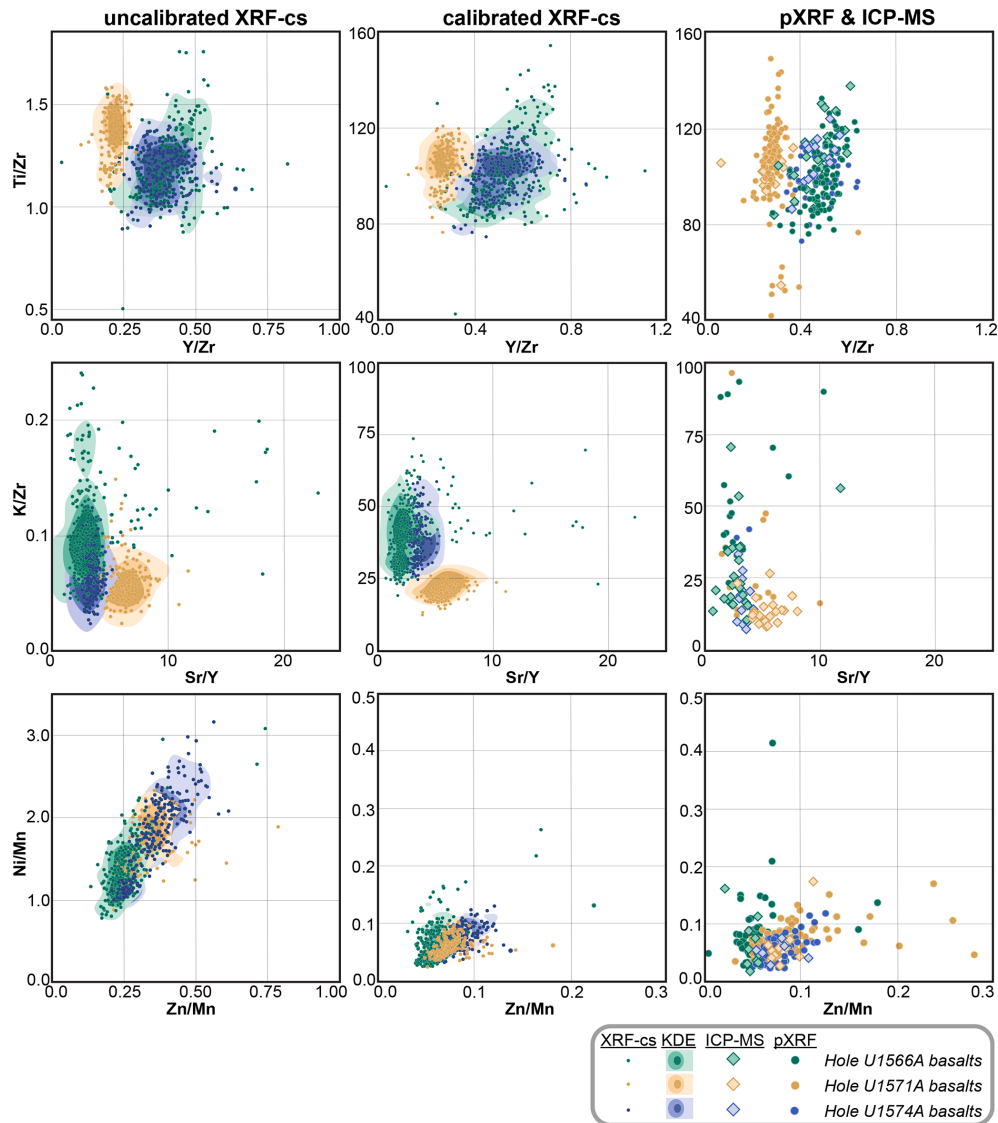 uncalibrated XRF-cs calibrated XRF-cs pXRF & ICP-MS
Ti/Zr
1.5
1.0
0.5
0.0 0.25 0.50 0.75 1.00
Y/Zr
160
120
80
40
0.4 0.8 1.2
Y/Zr
160
120
80
40
0.0 0.4 0.8 1.2
Y/Zr
K/Zr
0.2
0.1
0.0
0 10 20
Sr/Y
100
75
50
25
0
0 10 20
Sr/Y
100
75
50
25
0
0 10 20
Sr/Y
Ni/Mn
3.0
2.0
1.0
0.0
0.0 0.25 0.50 0.75 1.00
Zn/Mn
0.5
0.4
0.3
0.2
0.1
0.0
0.0 0.1 0.2 0.3
Zn/Mn
0.5
0.4
0.3
0.2
0.1
0.0
0.0 0.1 0.2 0.3
Zn/Mn
XRF-cs KDE ICP-MS pXRF
Hole U1566A basalts
Hole U1571A basalts
Hole U1574A basalts